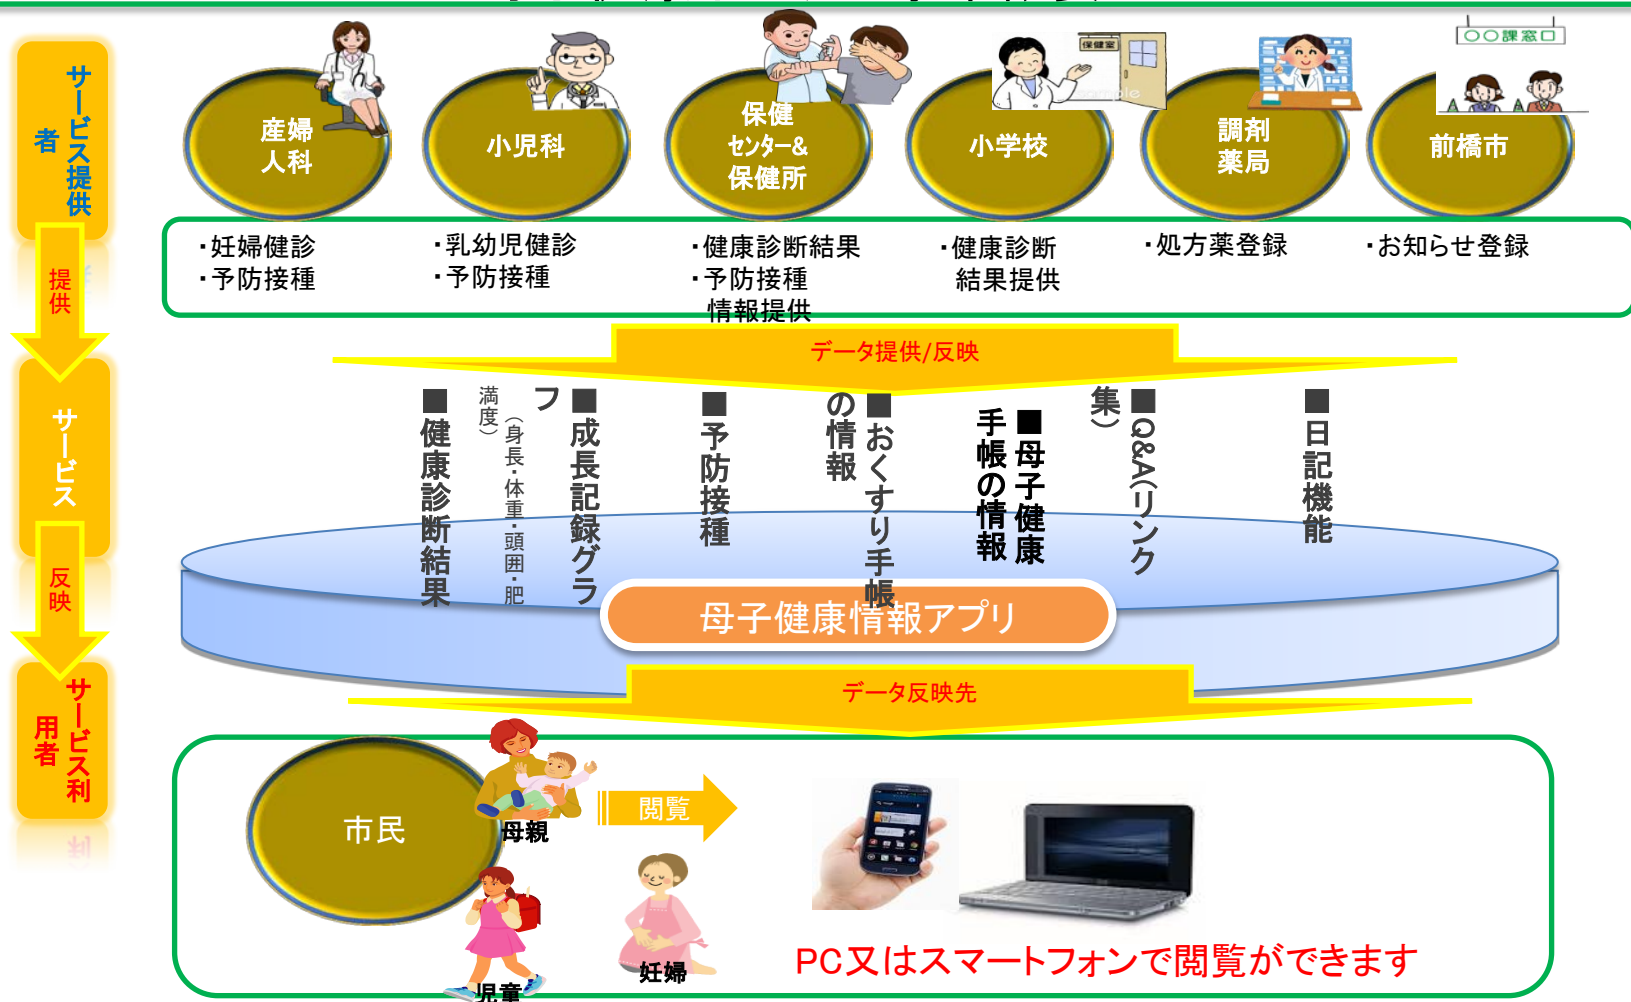 サービス提供
者
提供
サービス
反映
サービス利
用者
産婦
人科
小児科
保健
センター&
保健所
保健室
sample
小学校
調剤
薬局
〇〇課窓口
前橋市
・妊婦健診
・予防接種
・乳幼児健診
・予防接種
・健康診断結果
・予防接種
情報提供
・健康診断
結果提供
・処方薬登録
・お知らせ登録
データ提供/反映
■健康診断結果
■成長記録グラ
フ
（身長・体重・頭囲・肥
満度）
■予防接種
■おくすり手帳
の情報
■母子健康
手帳の情報
■Q&A(リンク
集)
■日記機能
母子健康情報アプリ
データ反映先
市民
母親
閲覧
児童
妊婦
PC又はスマートフォンで閲覧ができます